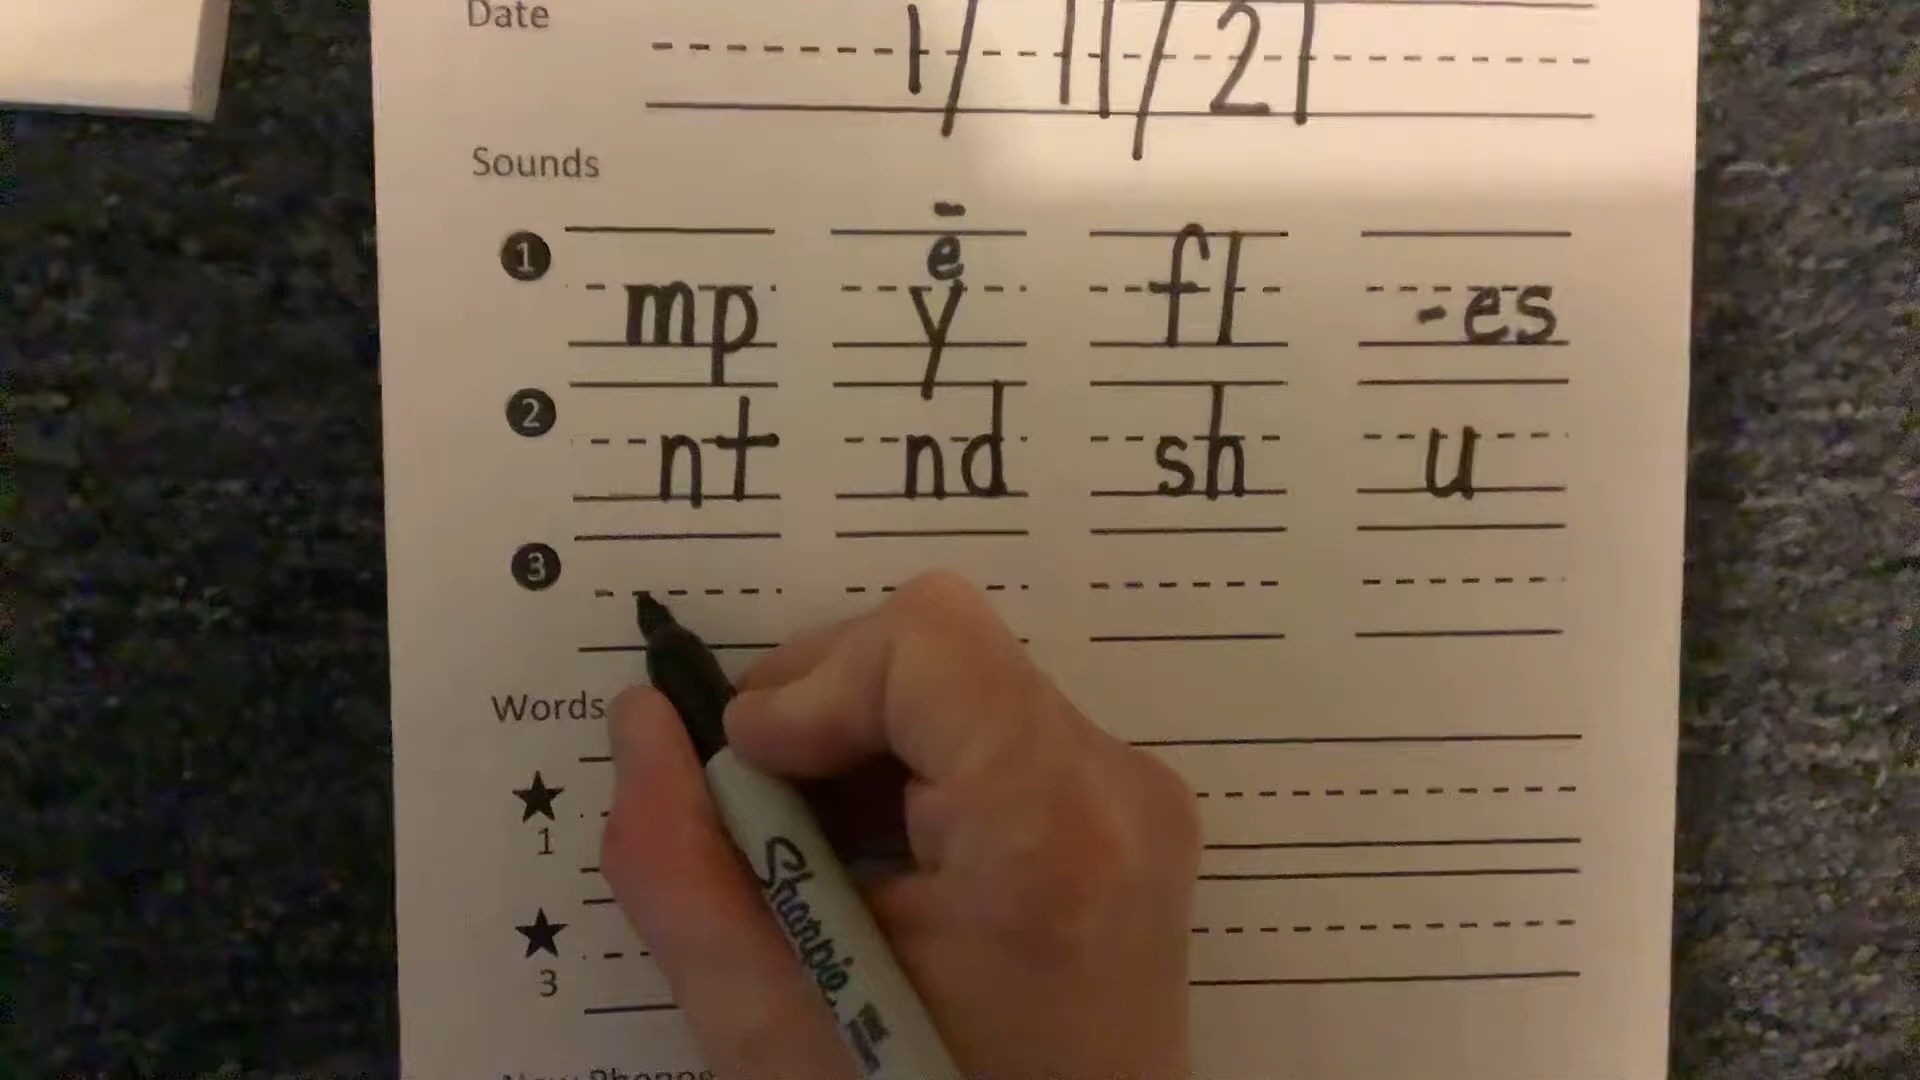 Date 1/11/21
Sounds
ē
1 mp y fl -es
2 nt nd sh u
3
Words
★
1
★
3
Sharpie